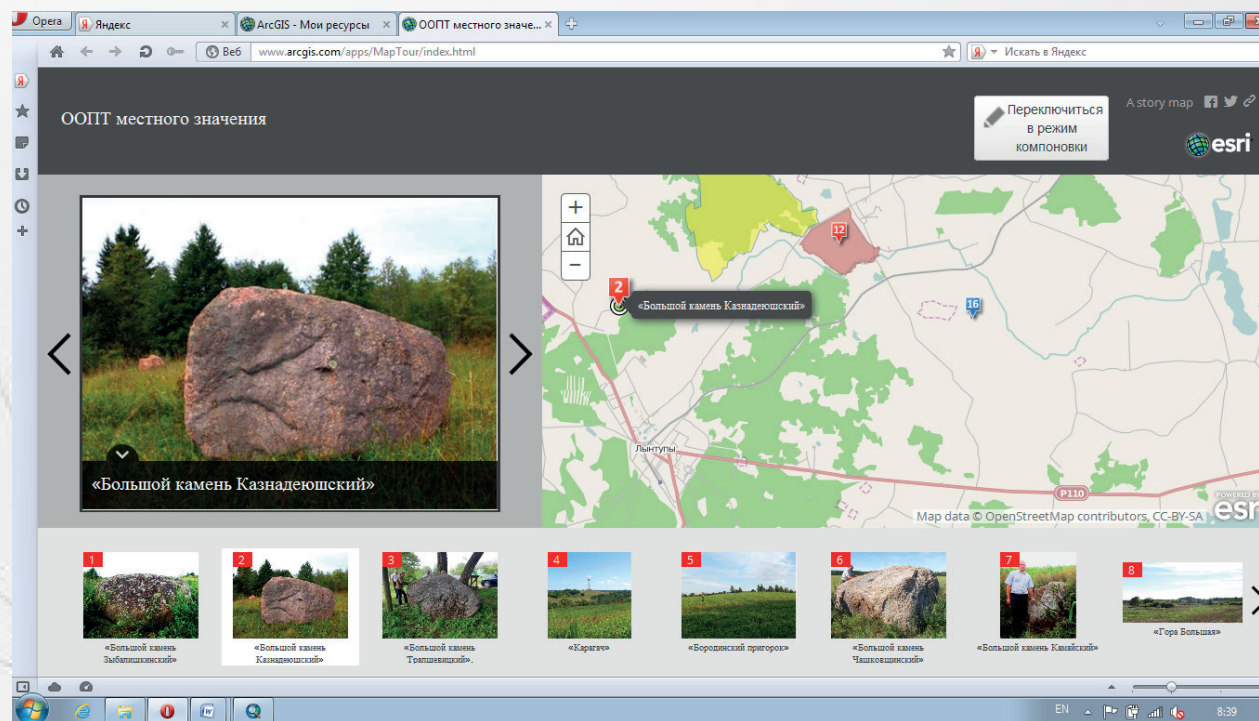 Opera
Яндекс
ArcGIS - Мои ресурсы
ООПТ местного значе...
Веб
www.arcgis.com/apps/MapTour/index.html
Искать в Яндекс
ООПТ местного значения
Переключиться
в режим
компоновки
A story map
esri
«Большой камень Казнадеюшский»
+
−
12
2
«Большой камень Казнадеюшский»
16
Лынтупы
P110
Map data © OpenStreetMap contributors, CC-BY-SA
POWERED BY
esri
1
«Большой камень
Зыбалишкинский»
2
«Большой камень
Казнадеюшский»
3
«Большой камень
Трапшевицкий».
4
«Карагач»
5
«Бородинский пригорок»
6
«Большой камень
Чашковщинский»
7
«Большой камень Камайский»
8
«Гора Большая»
EN
8:39